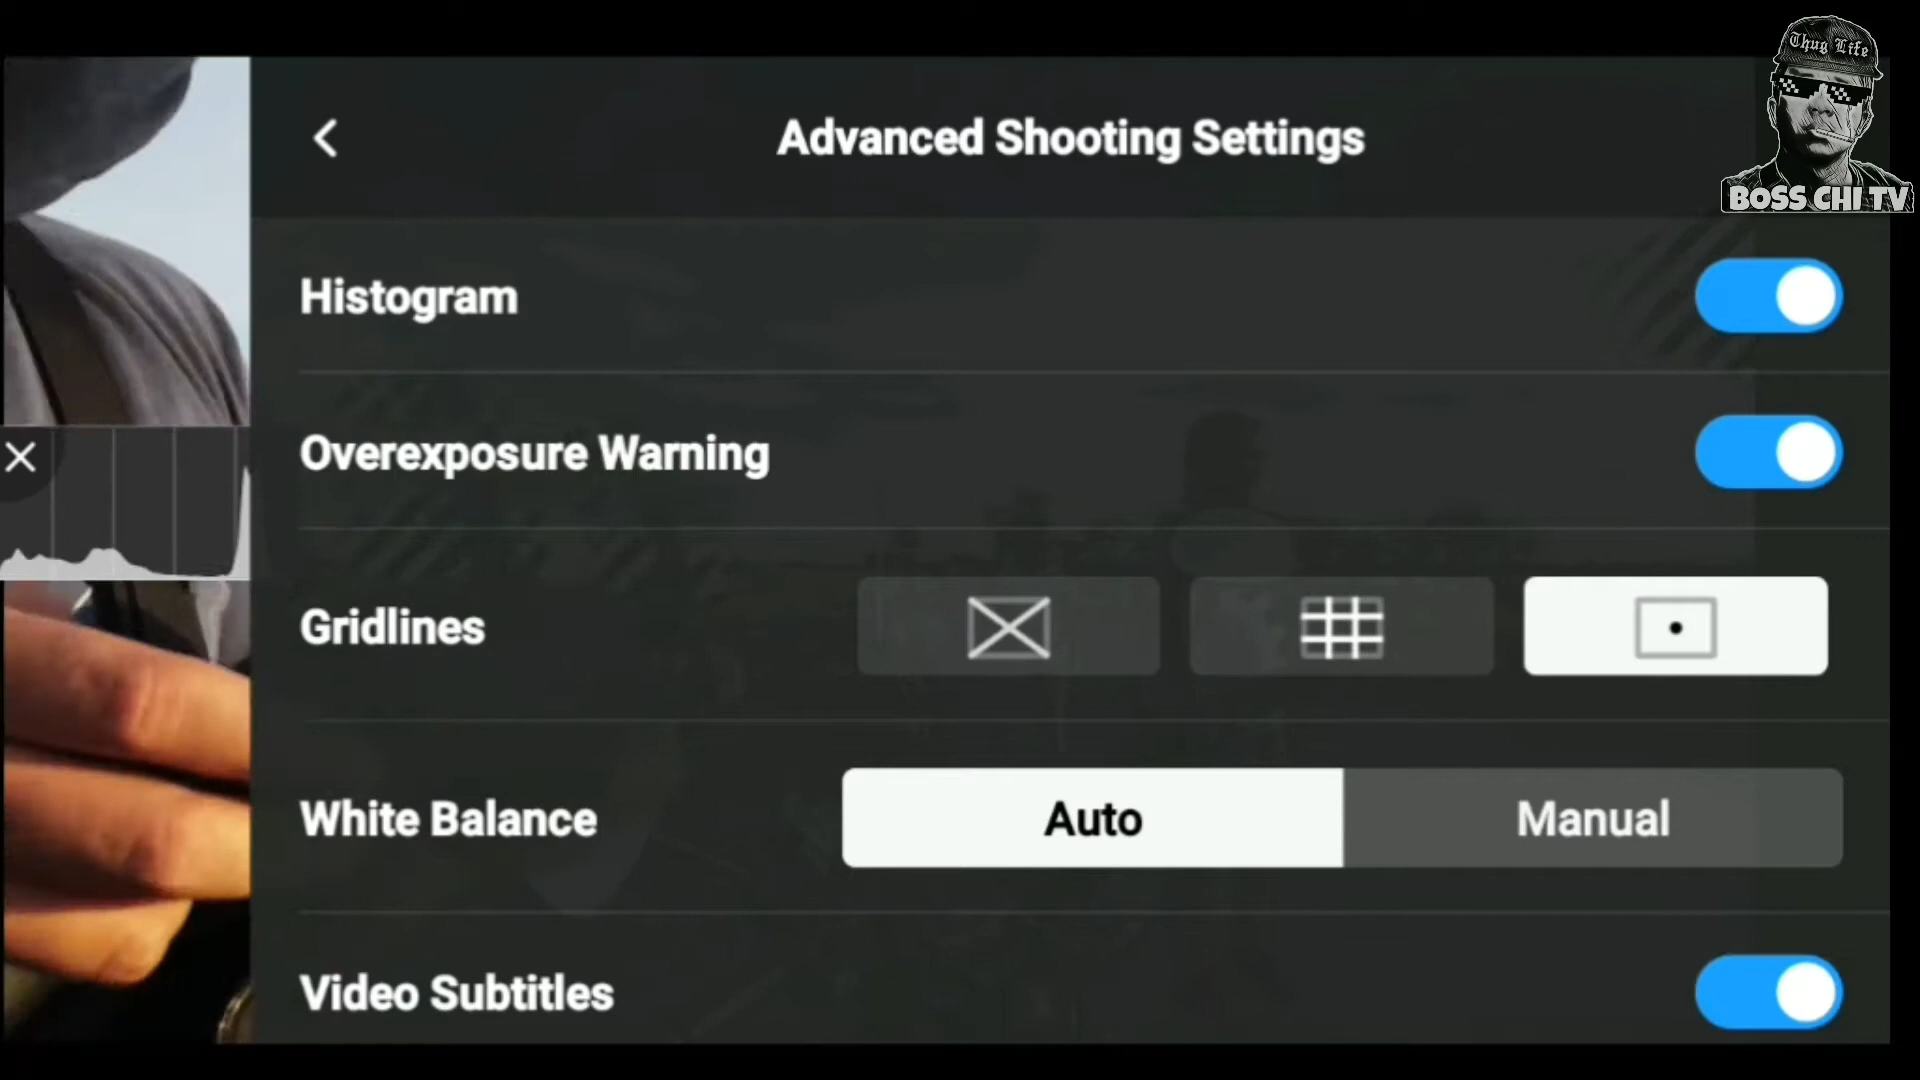 Thug Life
BOSS CHI TV
Advanced Shooting Settings
Histogram
Overexposure Warning
Gridlines
White Balance
Auto
Manual
Video Subtitles